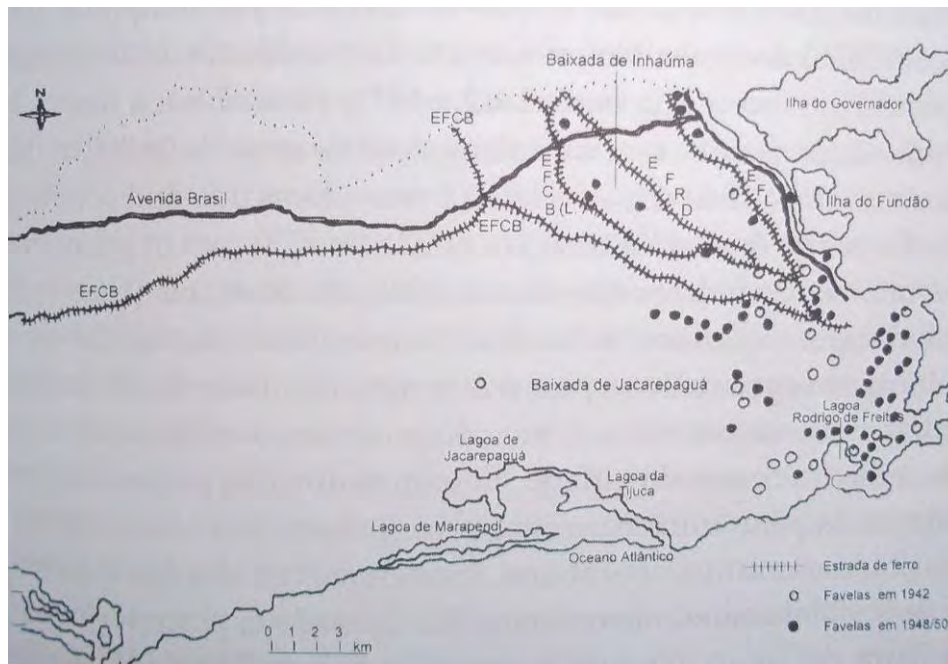 Baixada de Inhaúma
Ilha do Governador
N
EFCB
Avenida Brasil
EFCB
E
C
B (L
E
F
R
D
E
F
L
Ilha do Fundão
EFCB
Baixada de Jacarepaguá
Lagoa
Rodrigo de Freitas
Lagoa de
Jacarepaguá
Lagoa da
Tijuca
Lagoa de Marapendi
Oceano Atlântico
Estrada de ferro
Favelas em 1942
Favelas em 1948/50
0 1 2 3
km